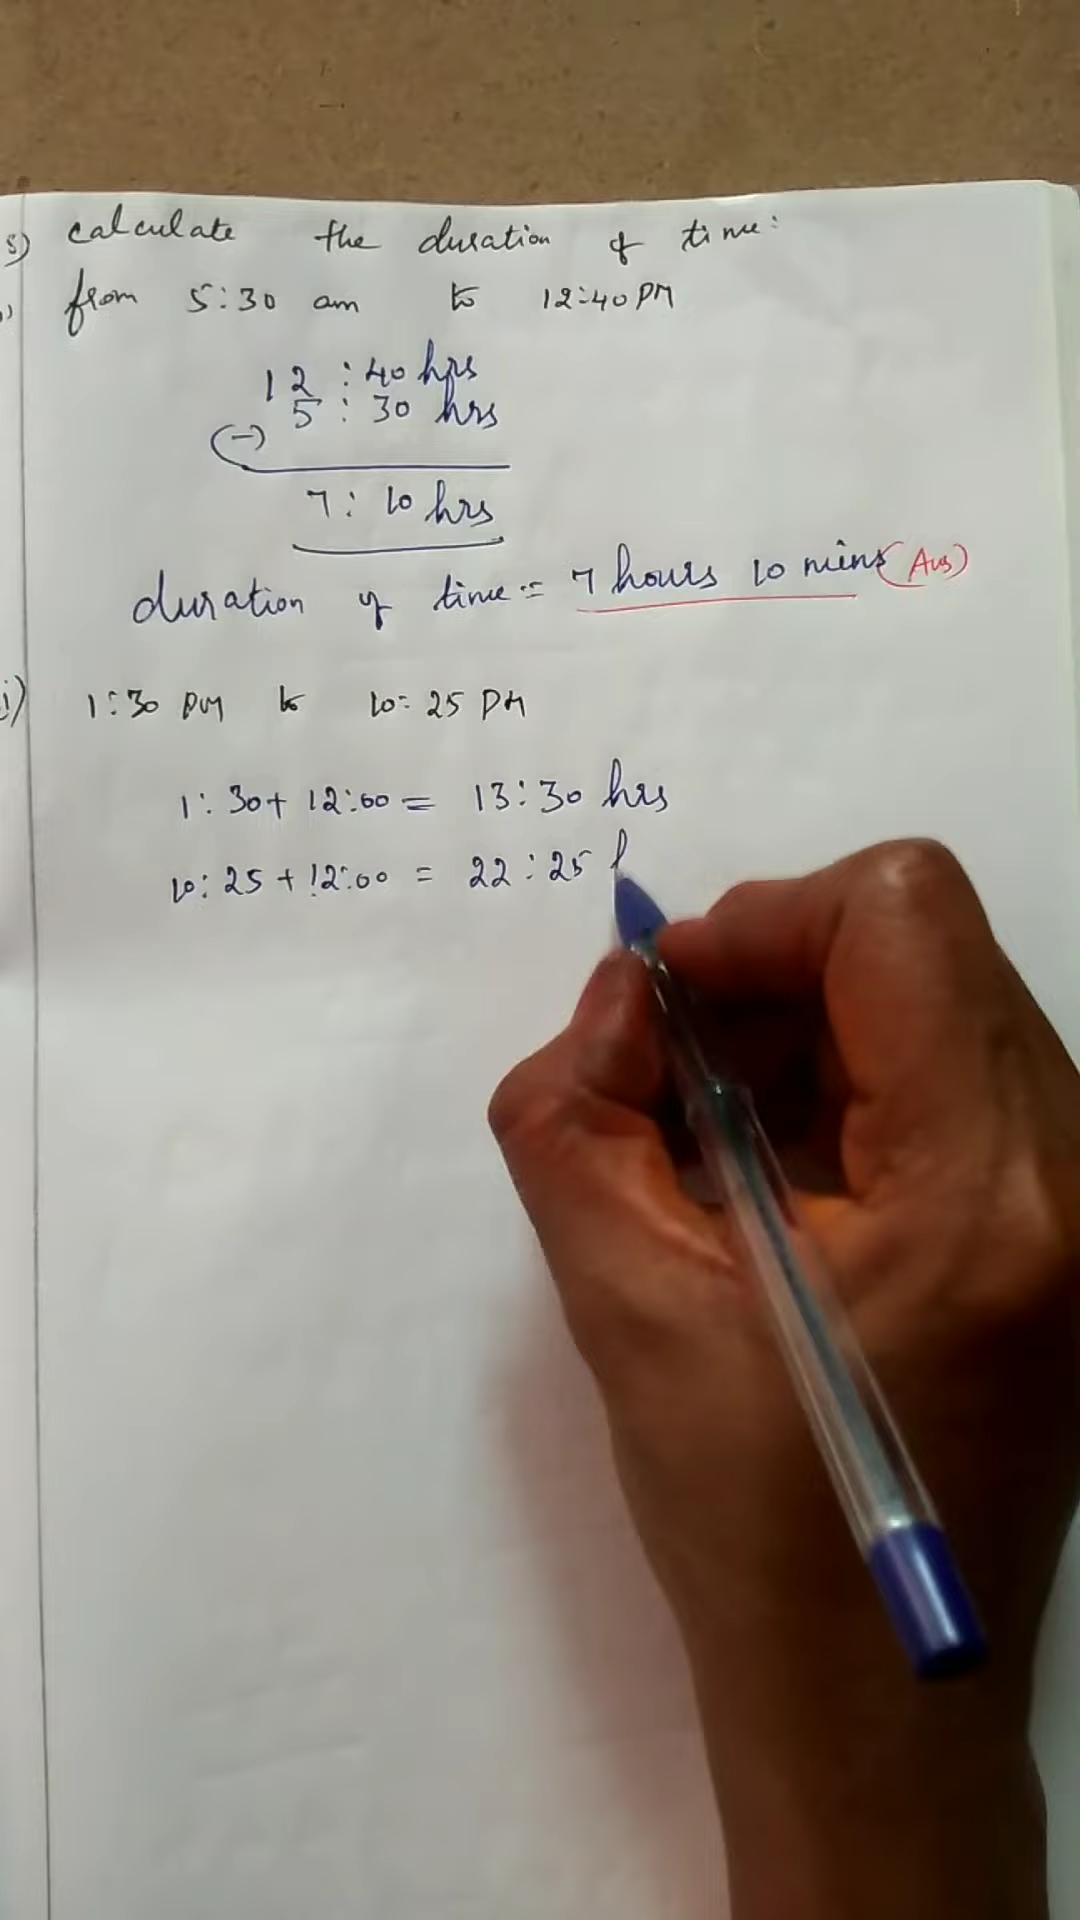 5) calculate the duration of time:
from 5:30 am to 12:40 PM
12:40 hrs
5:30 hrs
(-)
7:10 hrs
duration of time = 7 hours 10 mins (Ans)
i) 1:30 PM to 10:25 PM
1:30 + 12:00 = 13:30 hrs
10:25 + 12:00 = 22:25 h